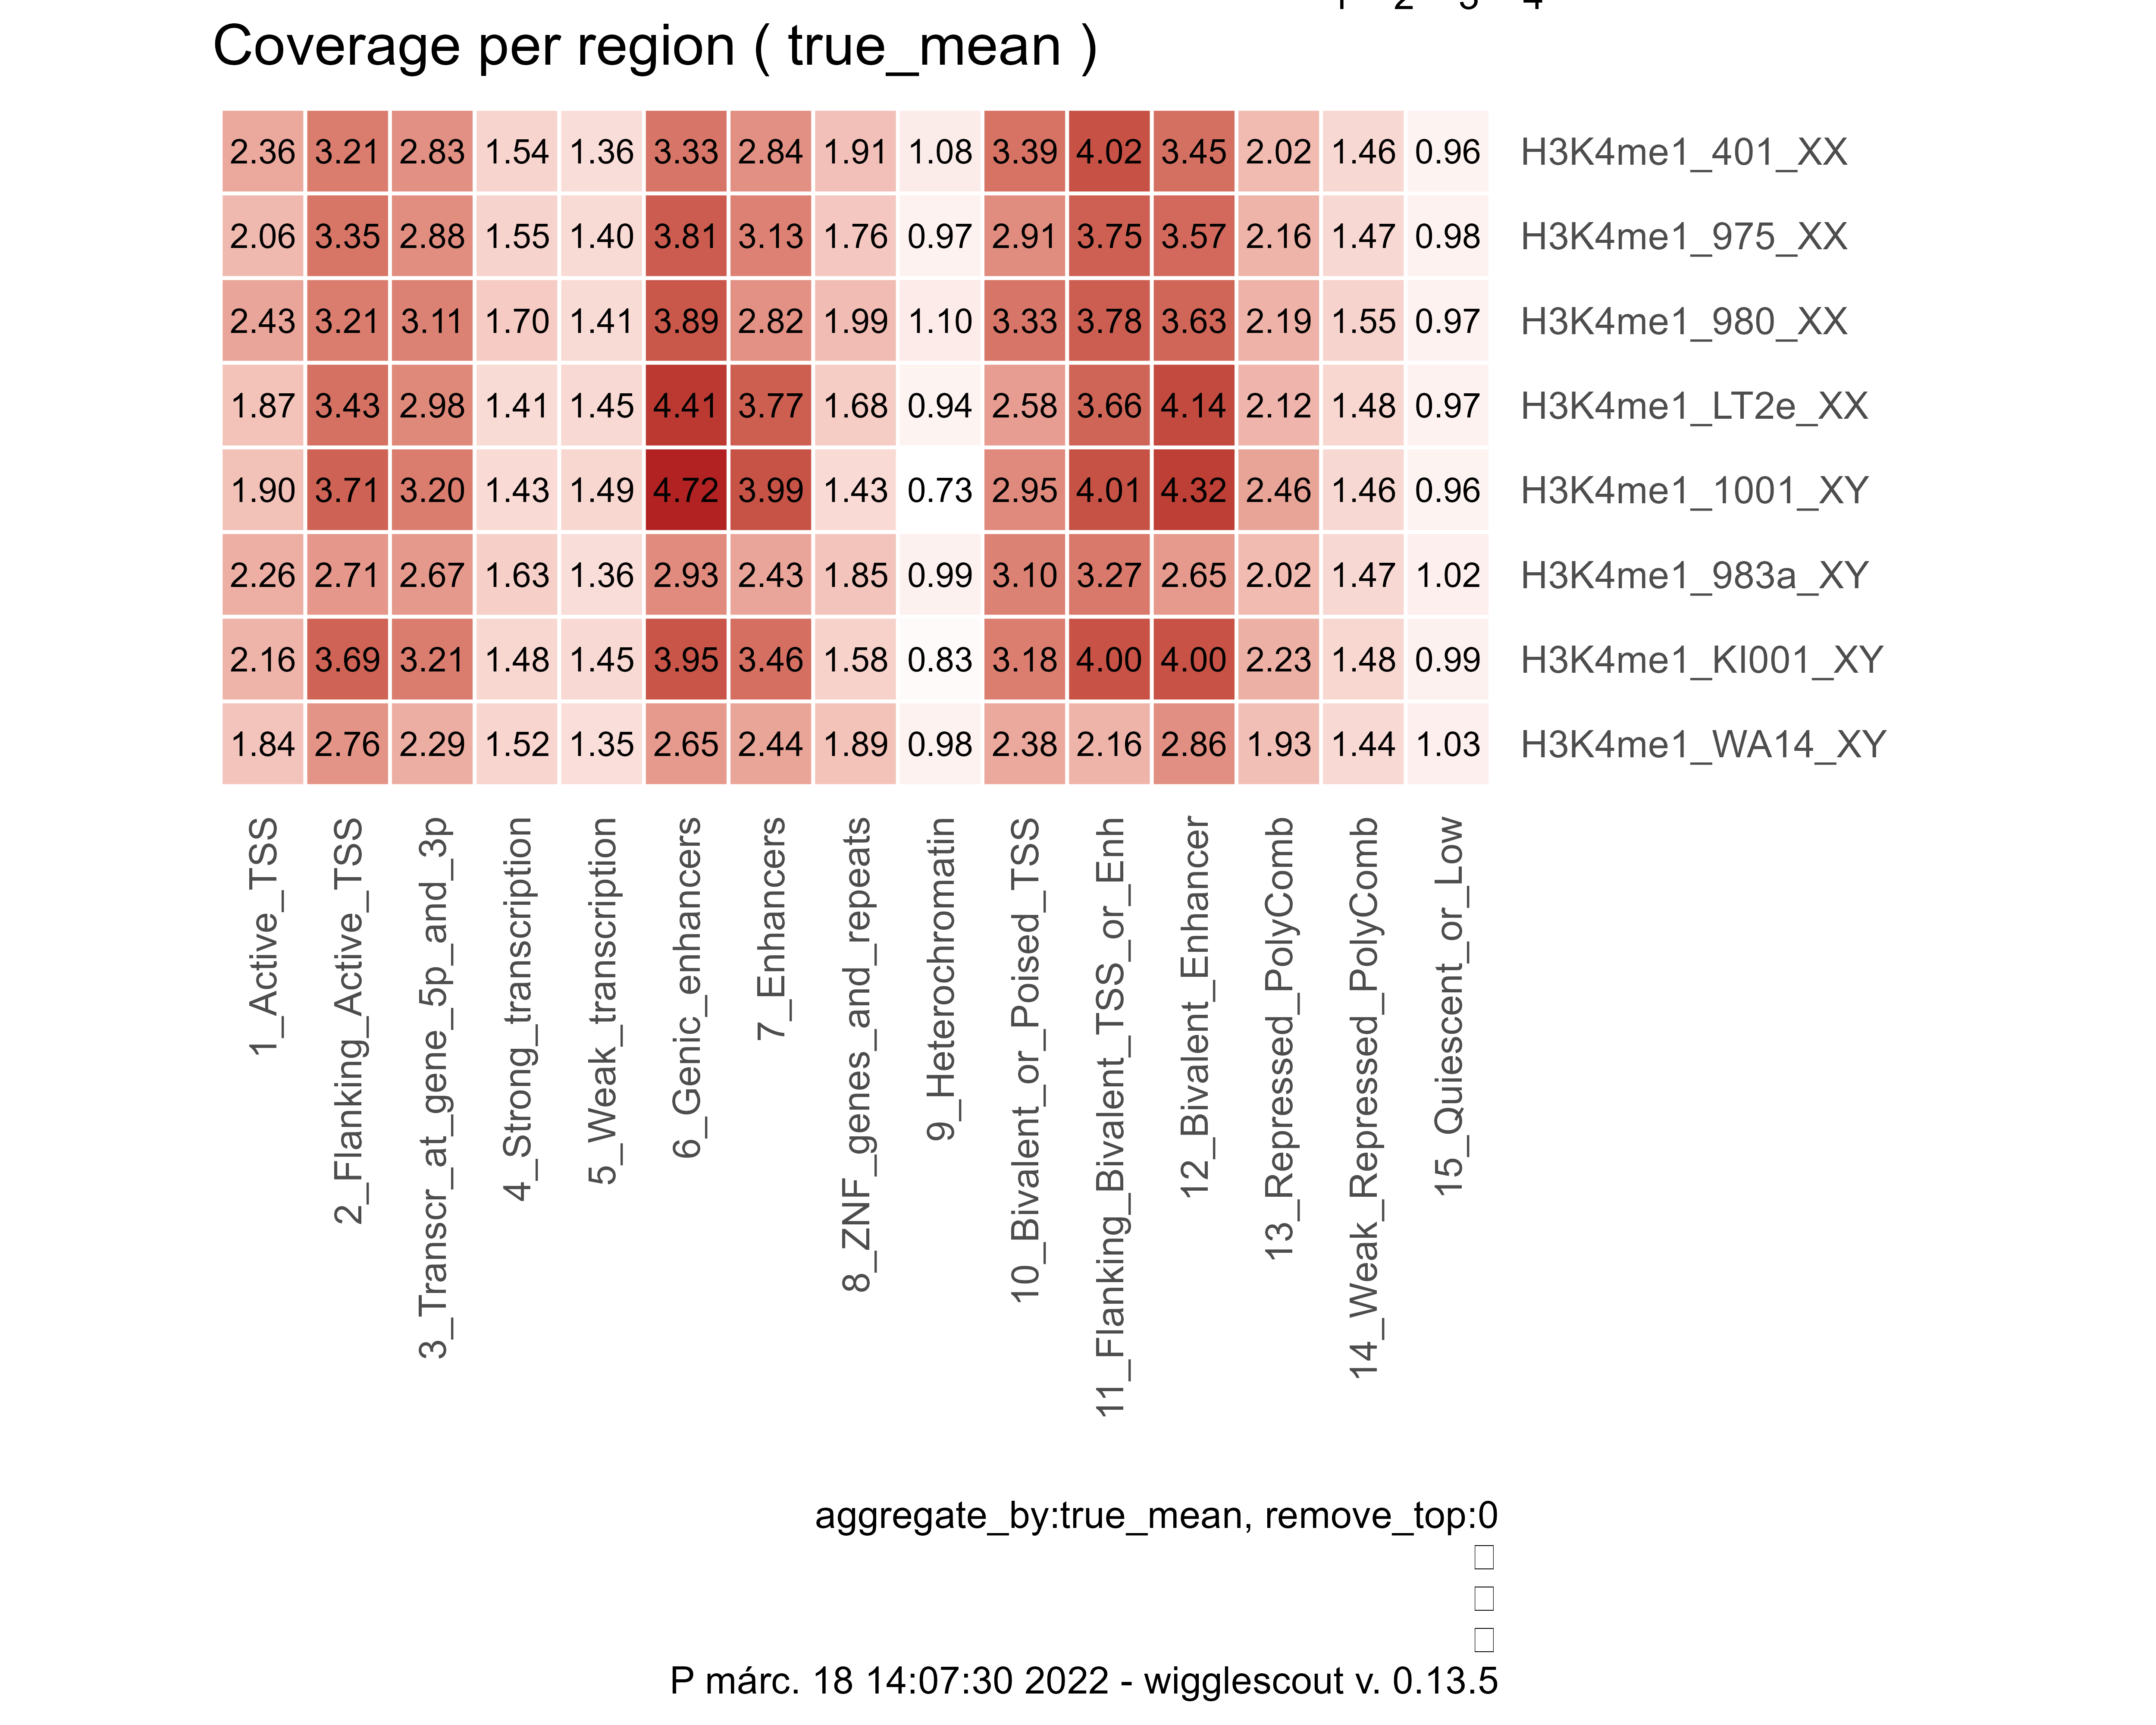 1 2 3 4
Coverage per region ( true_mean )
2.36 3.21 2.83 1.54 1.36 3.33 2.84 1.91 1.08 3.39 4.02 3.45 2.02 1.46 0.96 H3K4me1_401_XX
2.06 3.35 2.88 1.55 1.40 3.81 3.13 1.76 0.97 2.91 3.75 3.57 2.16 1.47 0.98 H3K4me1_975_XX
2.43 3.21 3.11 1.70 1.41 3.89 2.82 1.99 1.10 3.33 3.78 3.63 2.19 1.55 0.97 H3K4me1_980_XX
1.87 3.43 2.98 1.41 1.45 4.41 3.77 1.68 0.94 2.58 3.66 4.14 2.12 1.48 0.97 H3K4me1_LT2e_XX
1.90 3.71 3.20 1.43 1.49 4.72 3.99 1.43 0.73 2.95 4.01 4.32 2.46 1.46 0.96 H3K4me1_1001_XY
2.26 2.71 2.67 1.63 1.36 2.93 2.43 1.85 0.99 3.10 3.27 2.65 2.02 1.47 1.02 H3K4me1_983a_XY
2.16 3.69 3.21 1.48 1.45 3.95 3.46 1.58 0.83 3.18 4.00 4.00 2.23 1.48 0.99 H3K4me1_KI001_XY
1.84 2.76 2.29 1.52 1.35 2.65 2.44 1.89 0.98 2.38 2.16 2.86 1.93 1.44 1.03 H3K4me1_WA14_XY
1_Active_TSS
2_Flanking_Active_TSS
3_Transcr_at_gene_5p_and_3p
4_Strong_transcription
5_Weak_transcription
6_Genic_enhancers
7_Enhancers
8_ZNF_genes_and_repeats
9_Heterochromatin
10_Bivalent_or_Poised_TSS
11_Flanking_Bivalent_TSS_or_Enh
12_Bivalent_Enhancer
13_Repressed_PolyComb
14_Weak_Repressed_PolyComb
15_Quiescent_or_Low
aggregate_by:true_mean, remove_top:0
P márc. 18 14:07:30 2022 - wigglescout v. 0.13.5